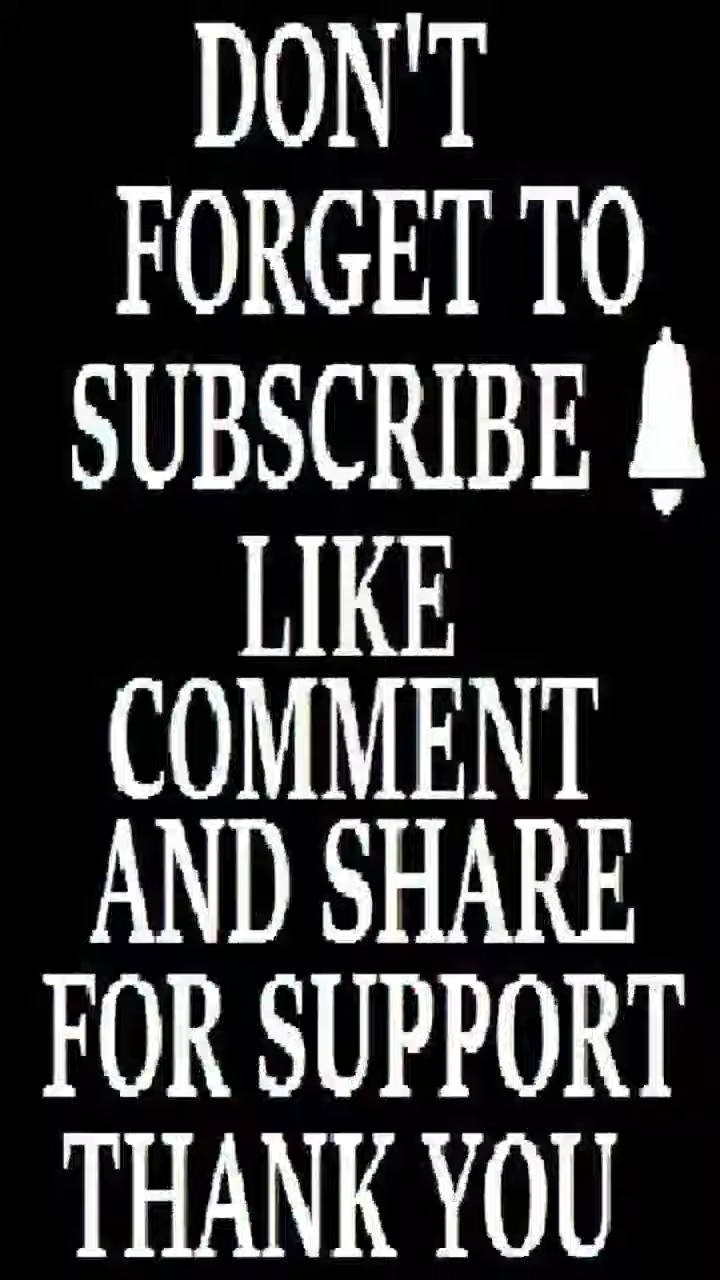 DON'T
FORGET TO
SUBSCRIBE
LIKE
COMMENT
AND SHARE
FOR SUPPORT
THANK YOU